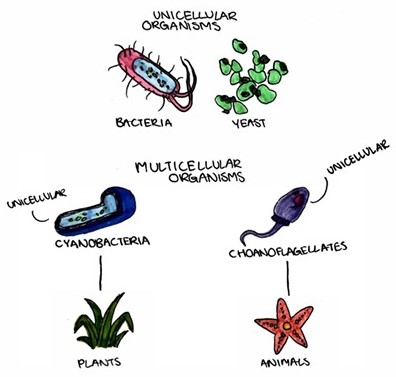 UNICELLULAR
ORGANISMS
BACTERIA
YEAST
MULTICELLULAR
ORGANISMS
UNICELLULAR
UNICELLULAR
CYANOBACTERIA
CHOANOFLAGELLATES
PLANTS
ANIMALS